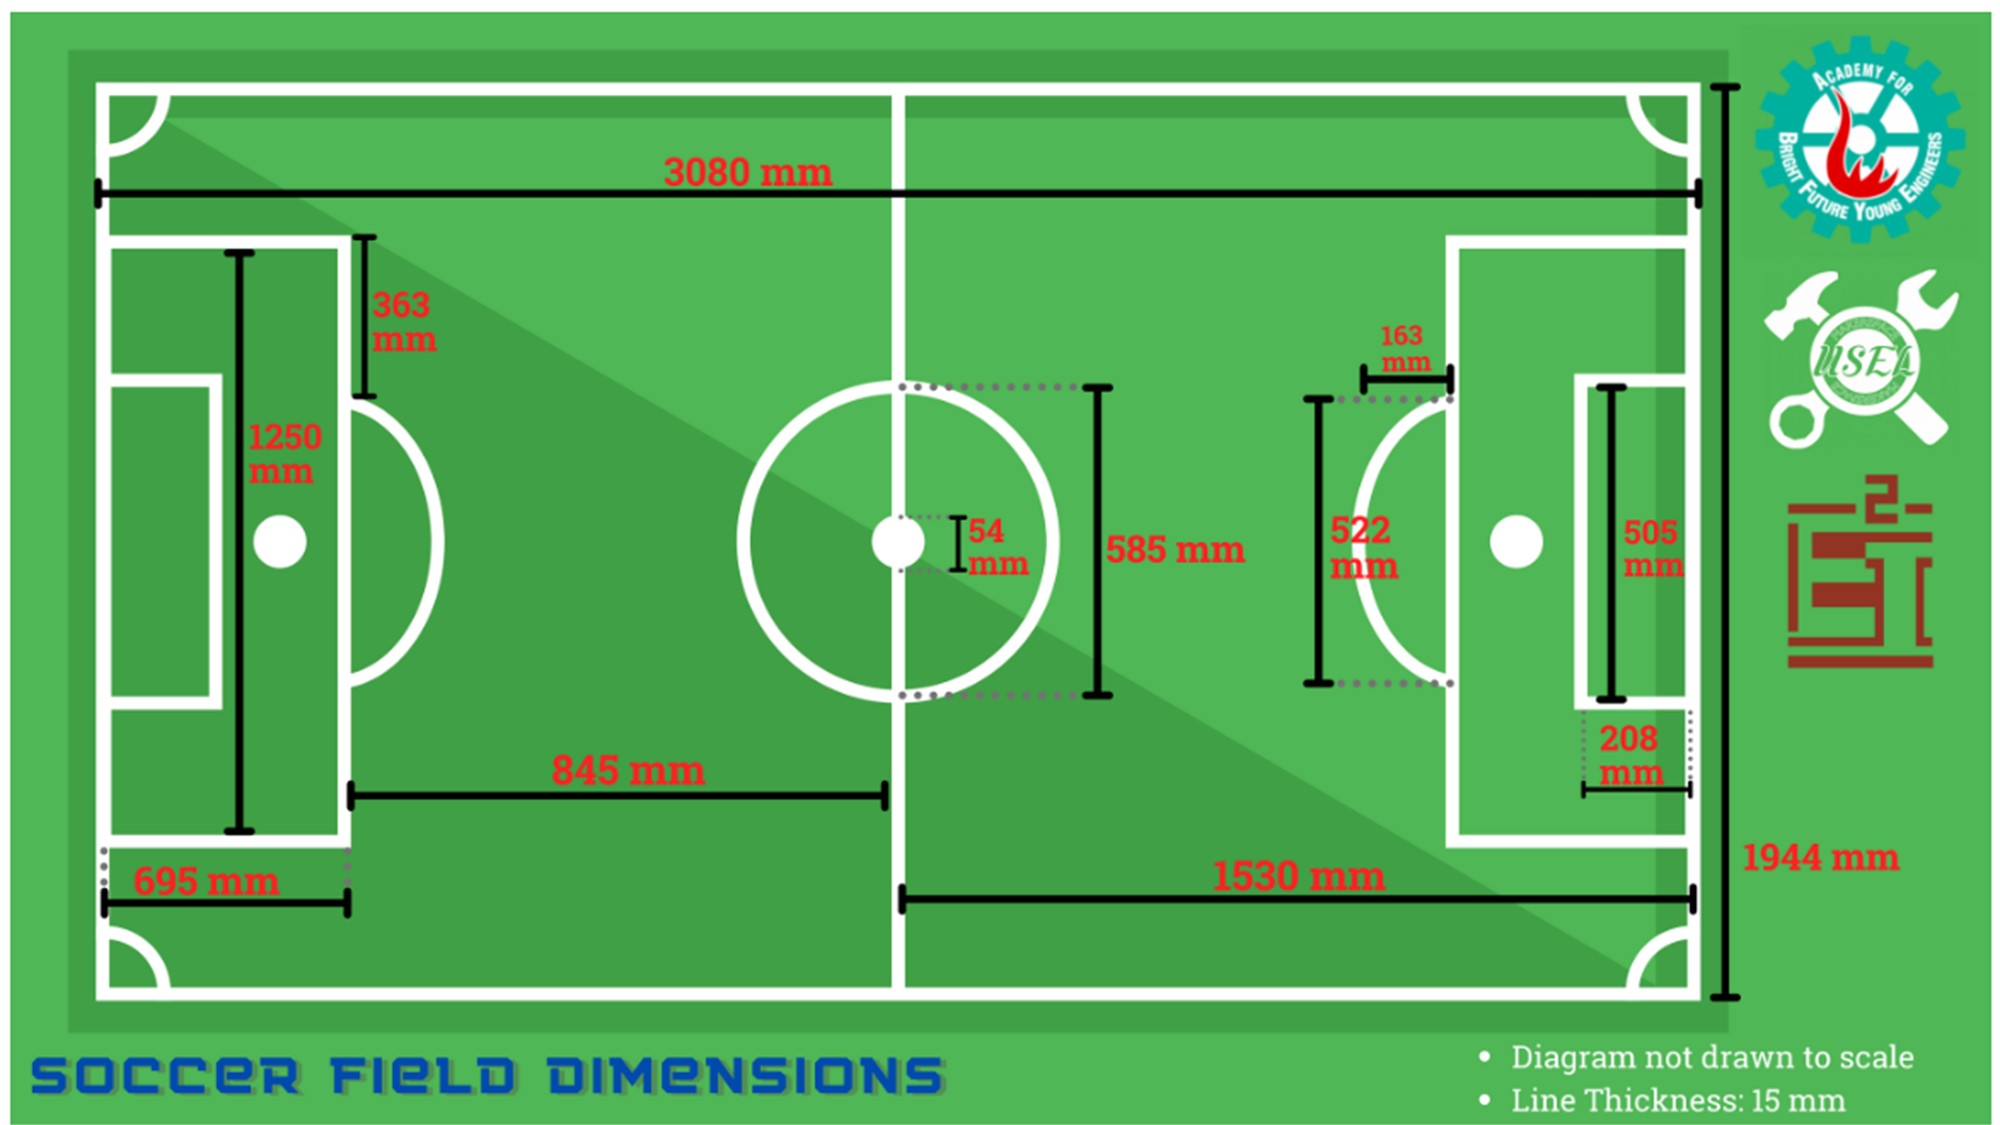 ACADEMY FOR
BRIGHT FUTURE YOUNG ENGINEERS
3080 mm
363
mm
163
mm
USEL
1250
mm
54
mm
585 mm
522
mm
505
mm
208
mm
845 mm
1944 mm
695 mm
1530 mm
SOCCER FIELD DIMENSIONS
• Diagram not drawn to scale
• Line Thickness: 15 mm